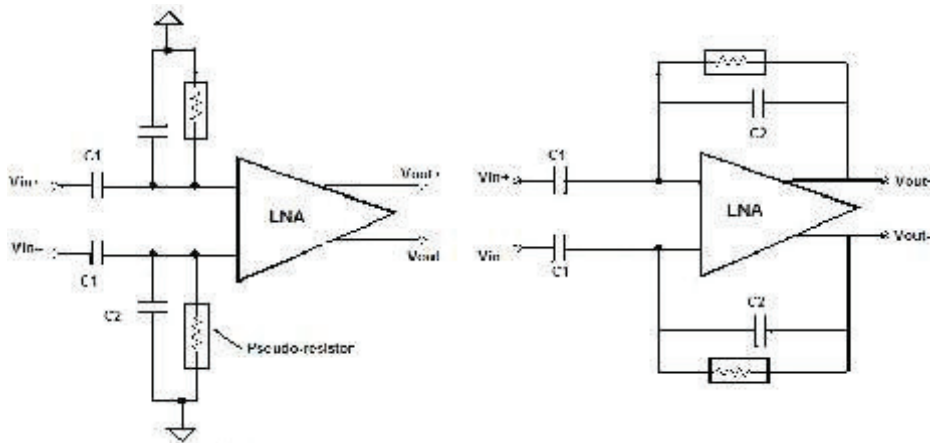 C1
Vin+
LNA
Vout+
Vin-
C1
Vout
C2
Pseudo-resistor
C2
C1
Vin+
LNA
Vout-
Vin
C1
Vout-
C2